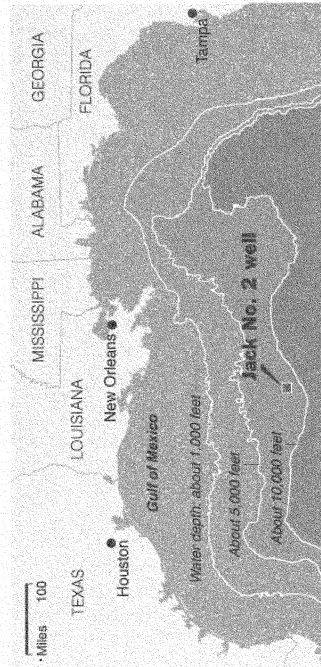 • Miles 100
TEXAS
LOUISIANA
MISSISSIPPI
ALABAMA
GEORGIA
FLORIDA
Houston
New Orleans
Tampa
Gulf of Mexico
Water depth: about 1,000 feet
About 5,000 feet
About 10,000 feet
Jack No. 2 well